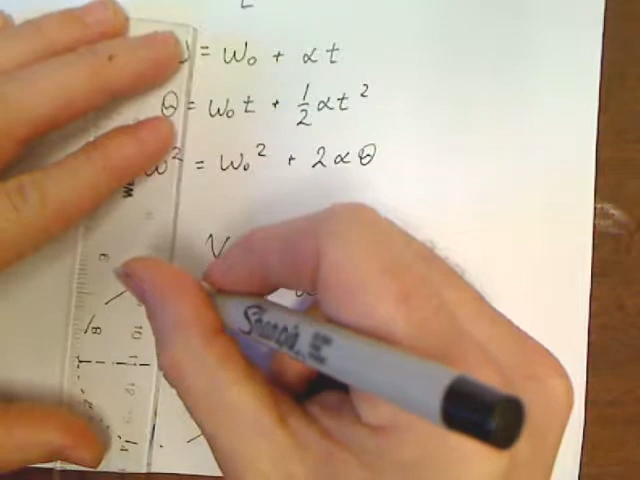 = ω₀ + αt
θ = ω₀t + ½αt²
ω² = ω₀² + 2αθ
V
Sharpie